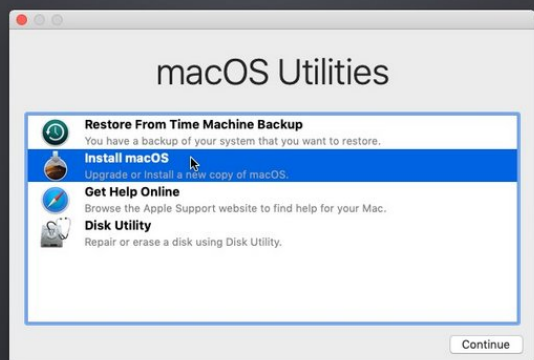 macOS Utilities
Restore From Time Machine Backup
You have a backup of your system that you want to restore.
Install macOS
Upgrade or Install a new copy of macOS.
Get Help Online
Browse the Apple Support website to find help for your Mac.
Disk Utility
Repair or erase a disk using Disk Utility.
Continue